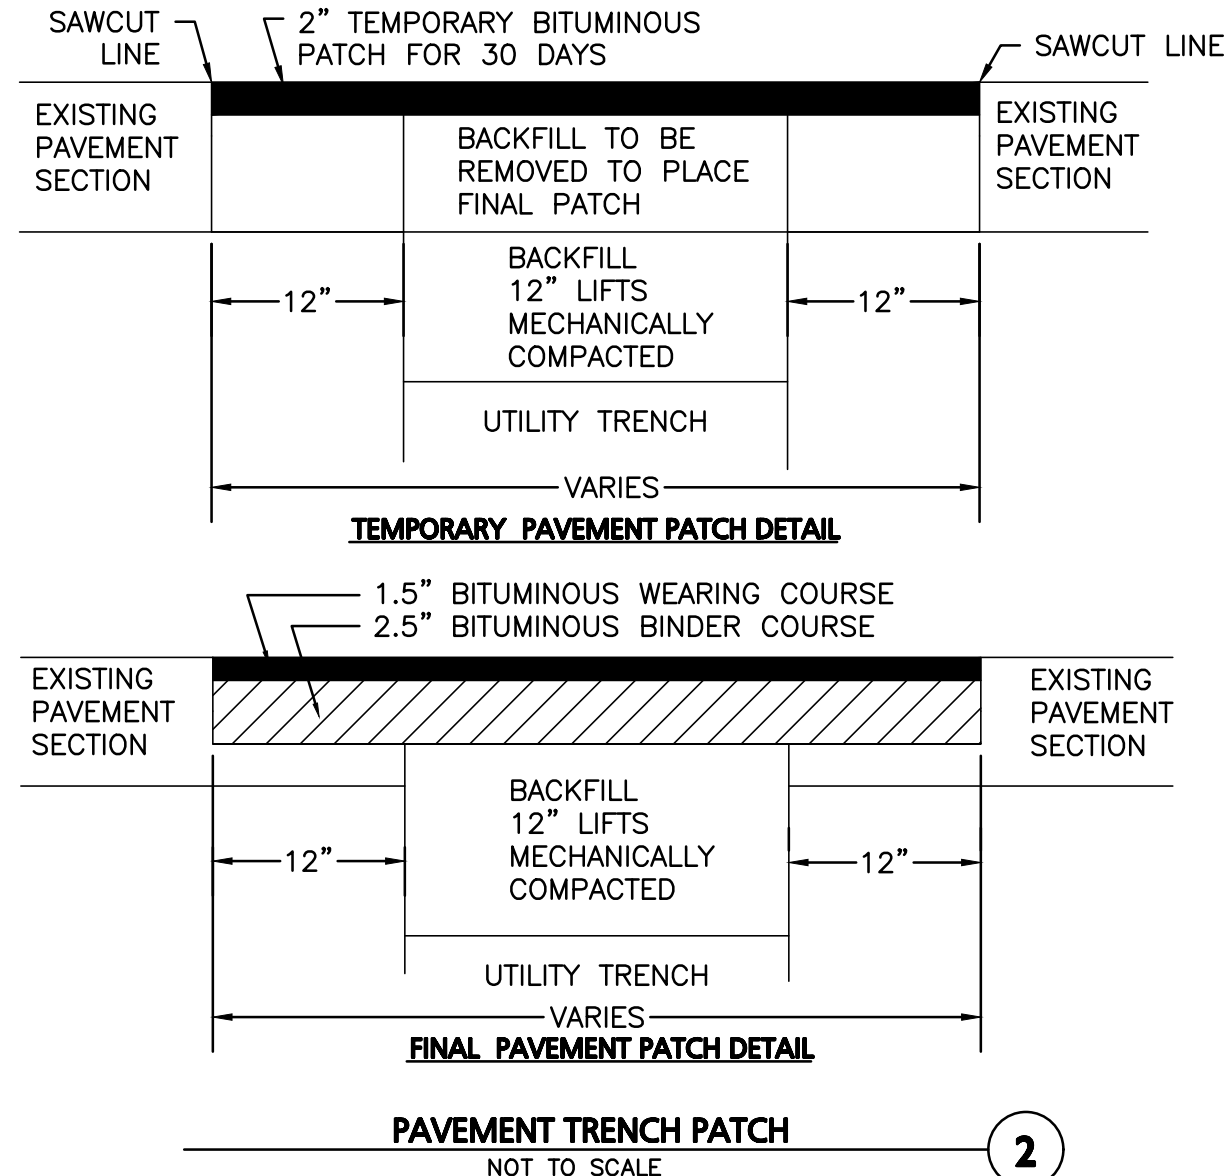 SAWCUT
LINE
2” TEMPORARY BITUMINOUS
PATCH FOR 30 DAYS
SAWCUT LINE
EXISTING
PAVEMENT
SECTION
BACKFILL TO BE
REMOVED TO PLACE
FINAL PATCH
EXISTING
PAVEMENT
SECTION
12”
BACKFILL
12” LIFTS
MECHANICALLY
COMPACTED
12”
UTILITY TRENCH
VARIES
TEMPORARY PAVEMENT PATCH DETAIL
1.5” BITUMINOUS WEARING COURSE
2.5” BITUMINOUS BINDER COURSE
EXISTING
PAVEMENT
SECTION
EXISTING
PAVEMENT
SECTION
12”
BACKFILL
12” LIFTS
MECHANICALLY
COMPACTED
12”
UTILITY TRENCH
VARIES
FINAL PAVEMENT PATCH DETAIL
PAVEMENT TRENCH PATCH
2
NOT TO SCALE